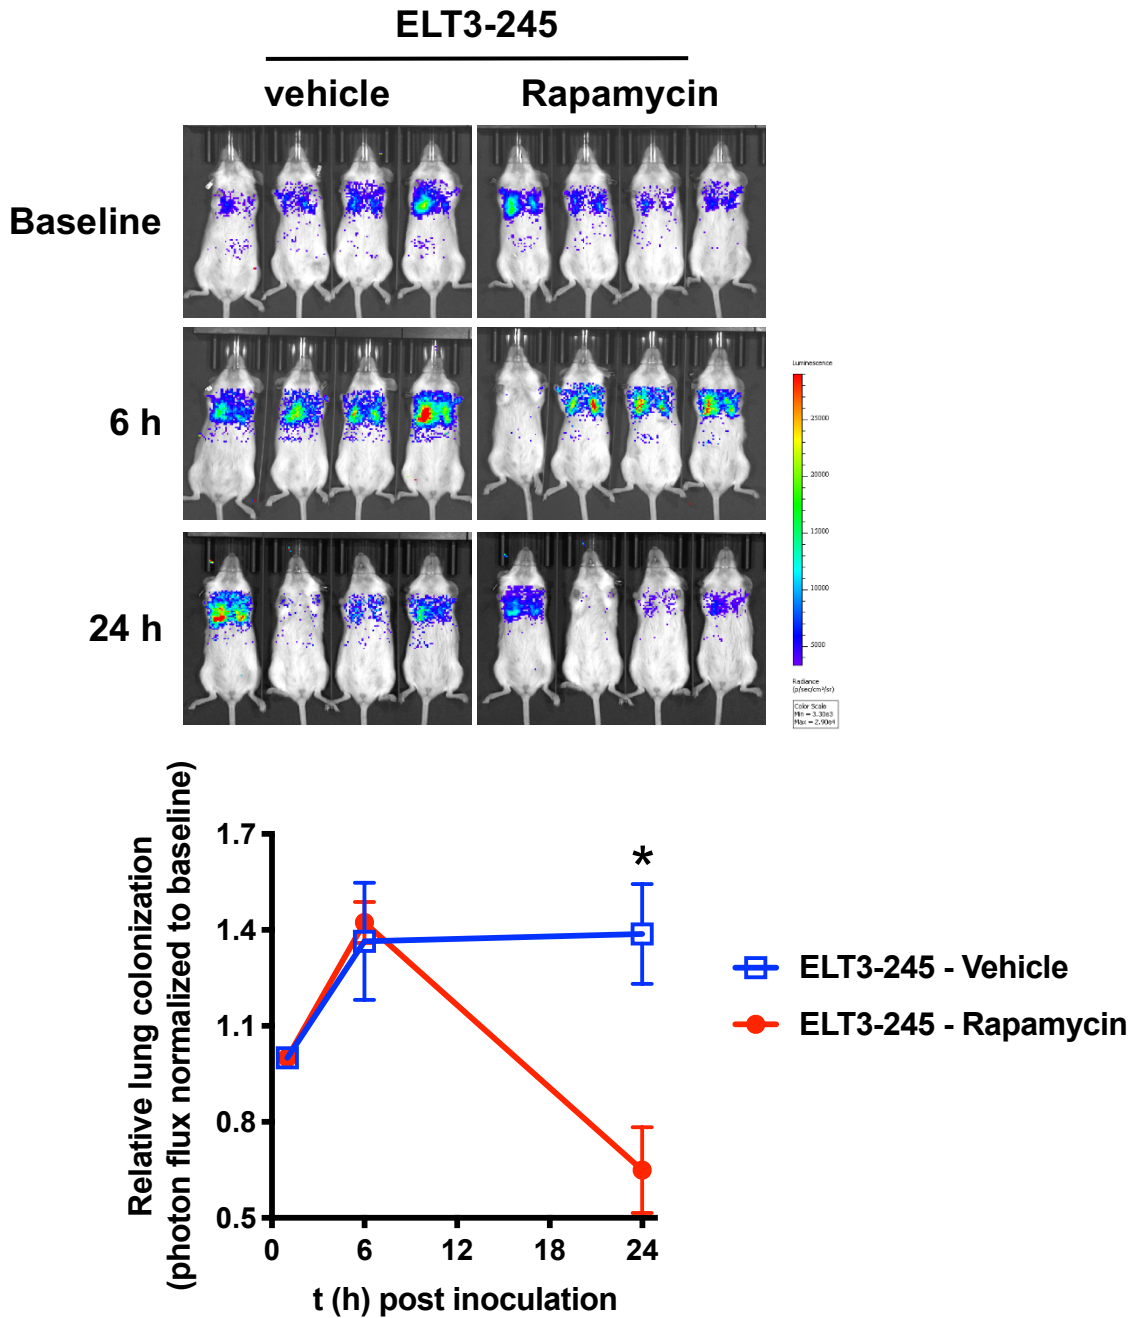 ELT3-245
vehicle
Rapamycin
Baseline
6 h
24 h
Luminescence
25000
20000
15000
10000
5000
Radiance
(p/sec/cm²/sr)
Color Scale
Min = 3.30e3
Max = 2.90e4
Relative lung colonization
(photon flux normalized to baseline)
1.7
1.4
1.1
0.8
0.5
*
0 6 12 18 24
t (h) post inoculation
ELT3-245 - Vehicle
ELT3-245 - Rapamycin